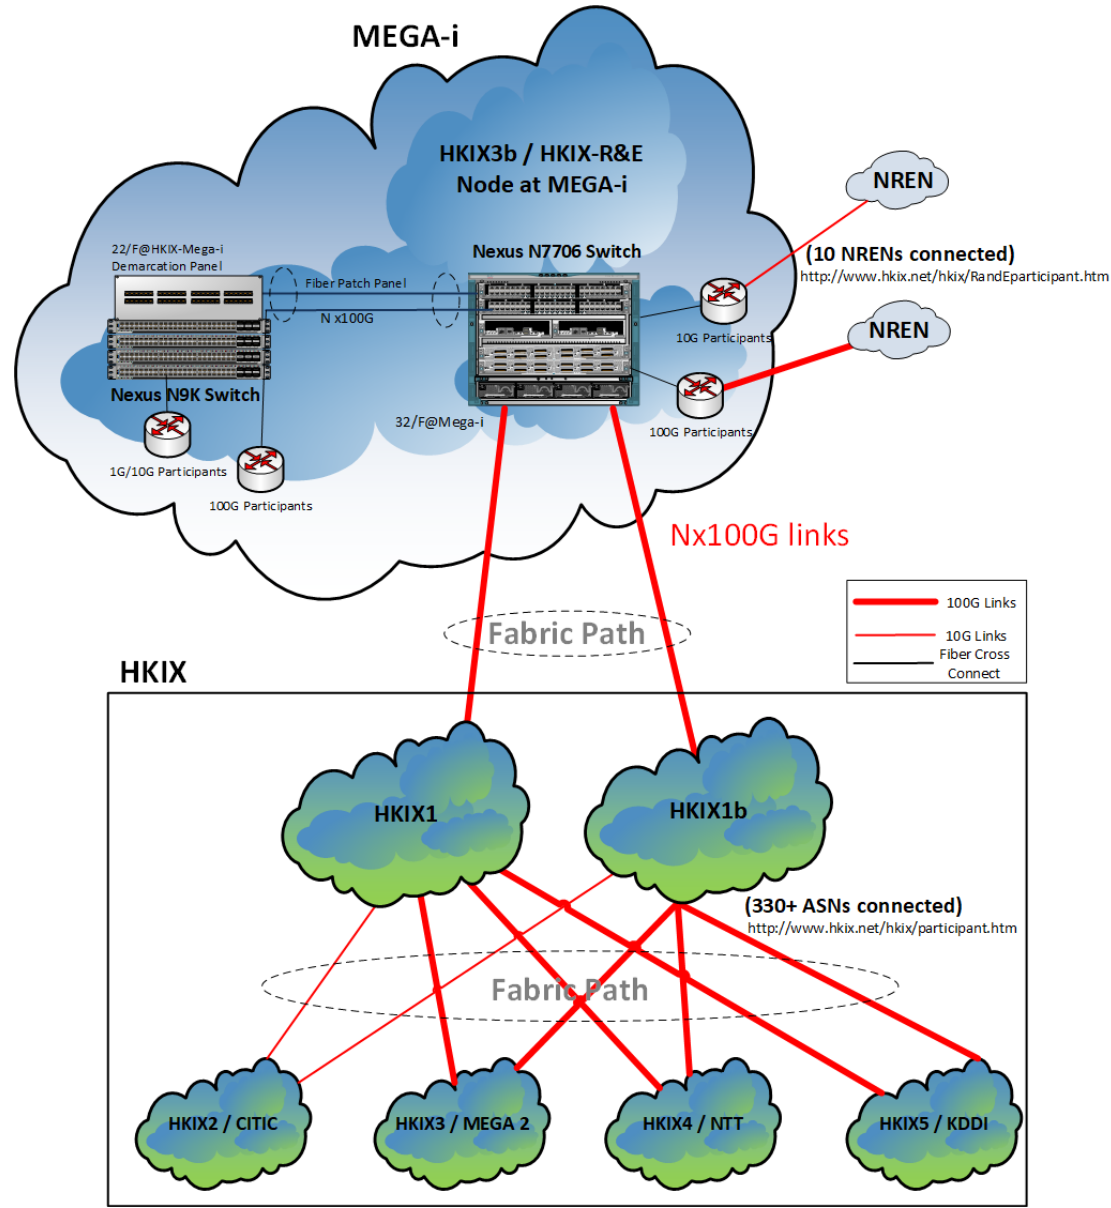 MEGA-i
HKIX3b / HKIX-R&E
Node at MEGA-i
NREN
22/F@HKIX-Mega-i
Demarcation Panel
Nexus N7706 Switch
(10 NRENs connected)
http://www.hkix.net/hkix/RandEparticipant.htm
Fiber Patch Panel
N x100G
10G Participants
NREN
Nexus N9K Switch
32/F@Mega-i
100G Participants
1G/10G Participants
100G Participants
Nx100G links
100G Links
10G Links
Fiber Cross
Connect
Fabric Path
HKIX
HKIX1
HKIX1b
(330+ ASNs connected)
http://www.hkix.net/hkix/participant.htm
Fabric Path
HKIX2 / CITIC
HKIX3 / MEGA 2
HKIX4 / NTT
HKIX5 / KDDI